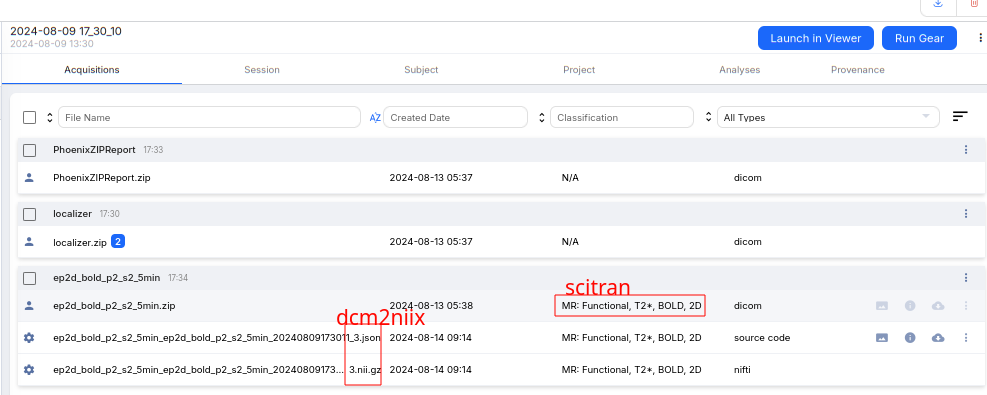 2024-08-09 17_30_10
2024-08-09 13:30
Launch in Viewer
Run Gear
Acquisitions Session Subject Project Analyses Provenance
File Name AZ Created Date Classification All Types
PhoenixZIPReport 17:33
PhoenixZIPReport.zip 2024-08-13 05:37 N/A dicom
localizer 17:30
localizer.zip 2 2024-08-13 05:37 N/A dicom
ep2d_bold_p2_s2_5min 17:34
scitran
ep2d_bold_p2_s2_5min.zip 2024-08-13 05:38 MR: Functional, T2*, BOLD, 2D dicom
dcm2niix
ep2d_bold_p2_s2_5min_ep2d_bold_p2_s2_5min_20240809173011_3.json 2024-08-14 09:14 MR: Functional, T2*, BOLD, 2D source code
ep2d_bold_p2_s2_5min_ep2d_bold_p2_s2_5min_20240809173... 3.nii.gz 2024-08-14 09:14 MR: Functional, T2*, BOLD, 2D nifti